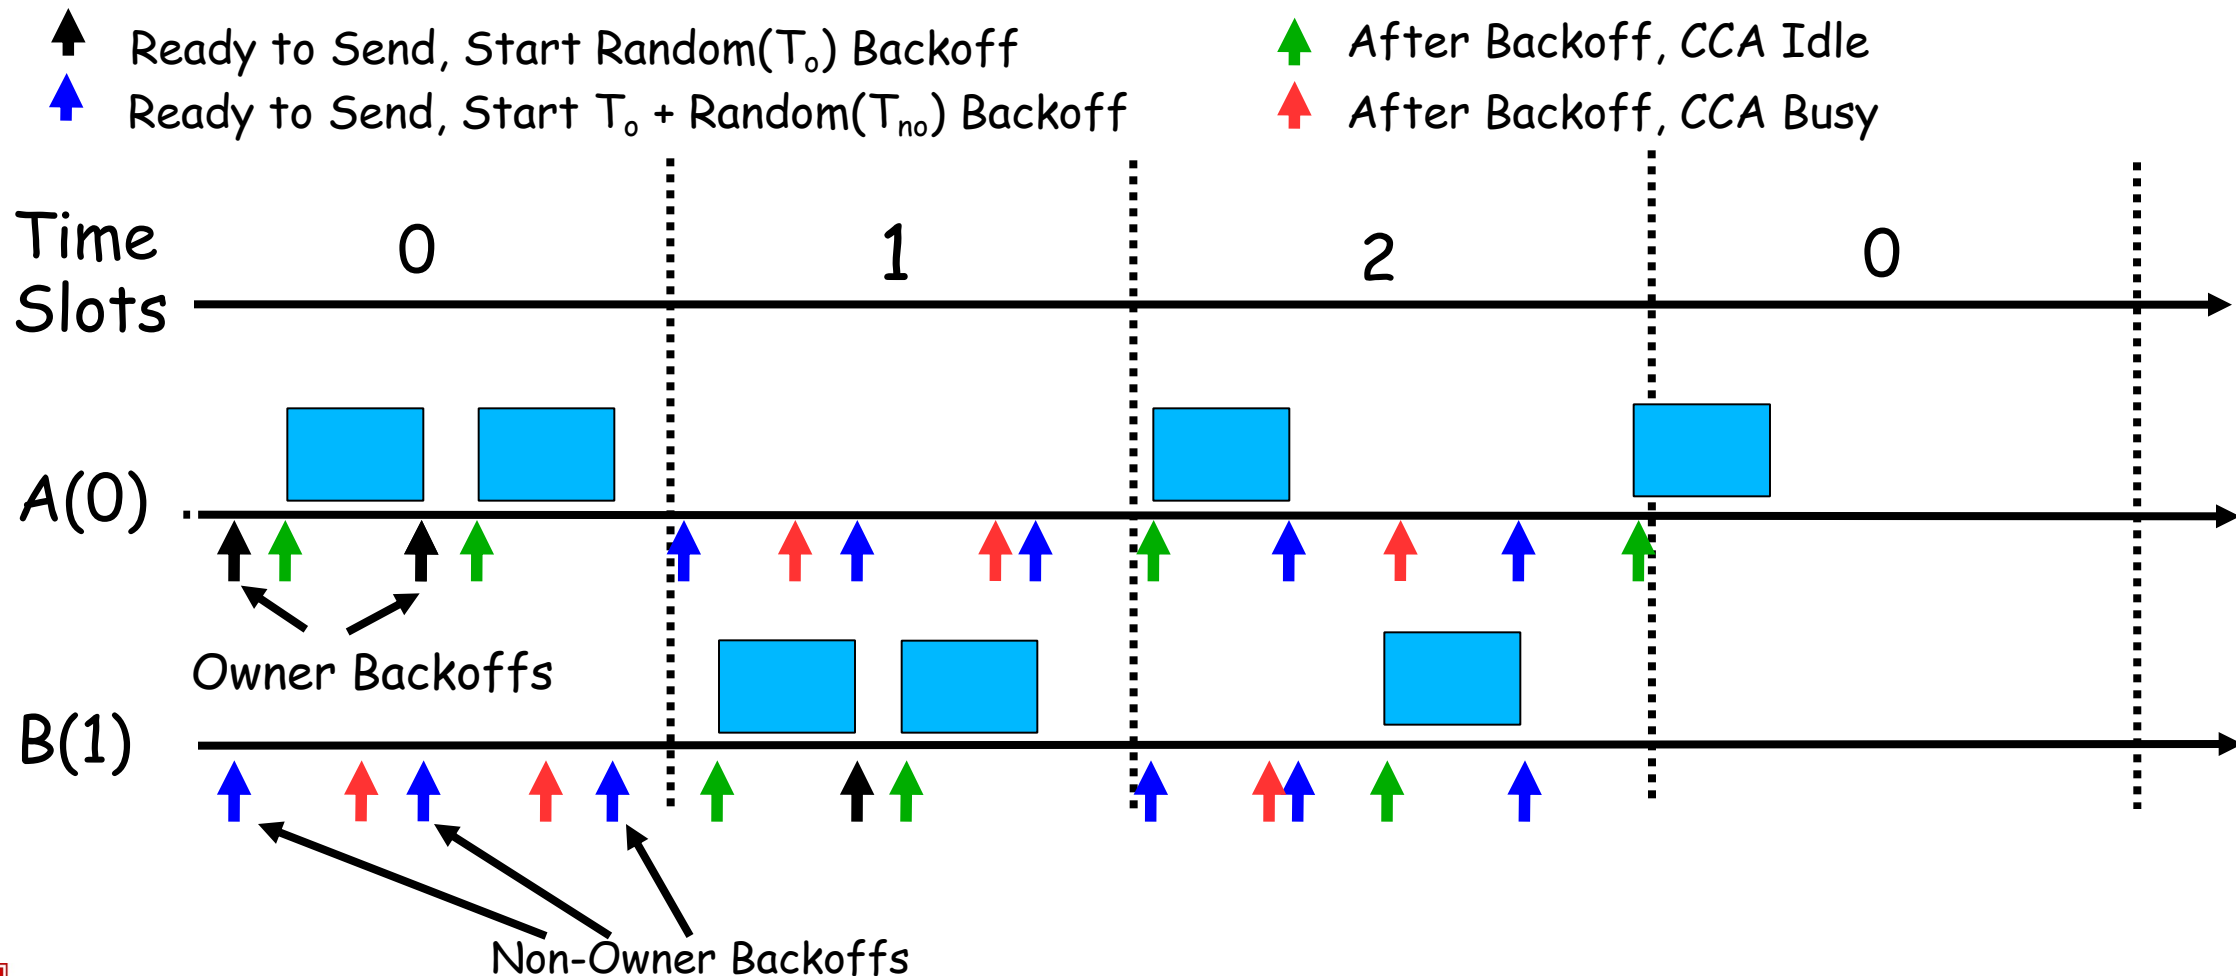 Ready to Send, Start Random(To) Backoff
After Backoff, CCA Idle
Ready to Send, Start To + Random(Tno) Backoff
After Backoff, CCA Busy
Time
Slots
0
1
2
0
A(0)
Owner Backoffs
B(1)
Non-Owner Backoffs